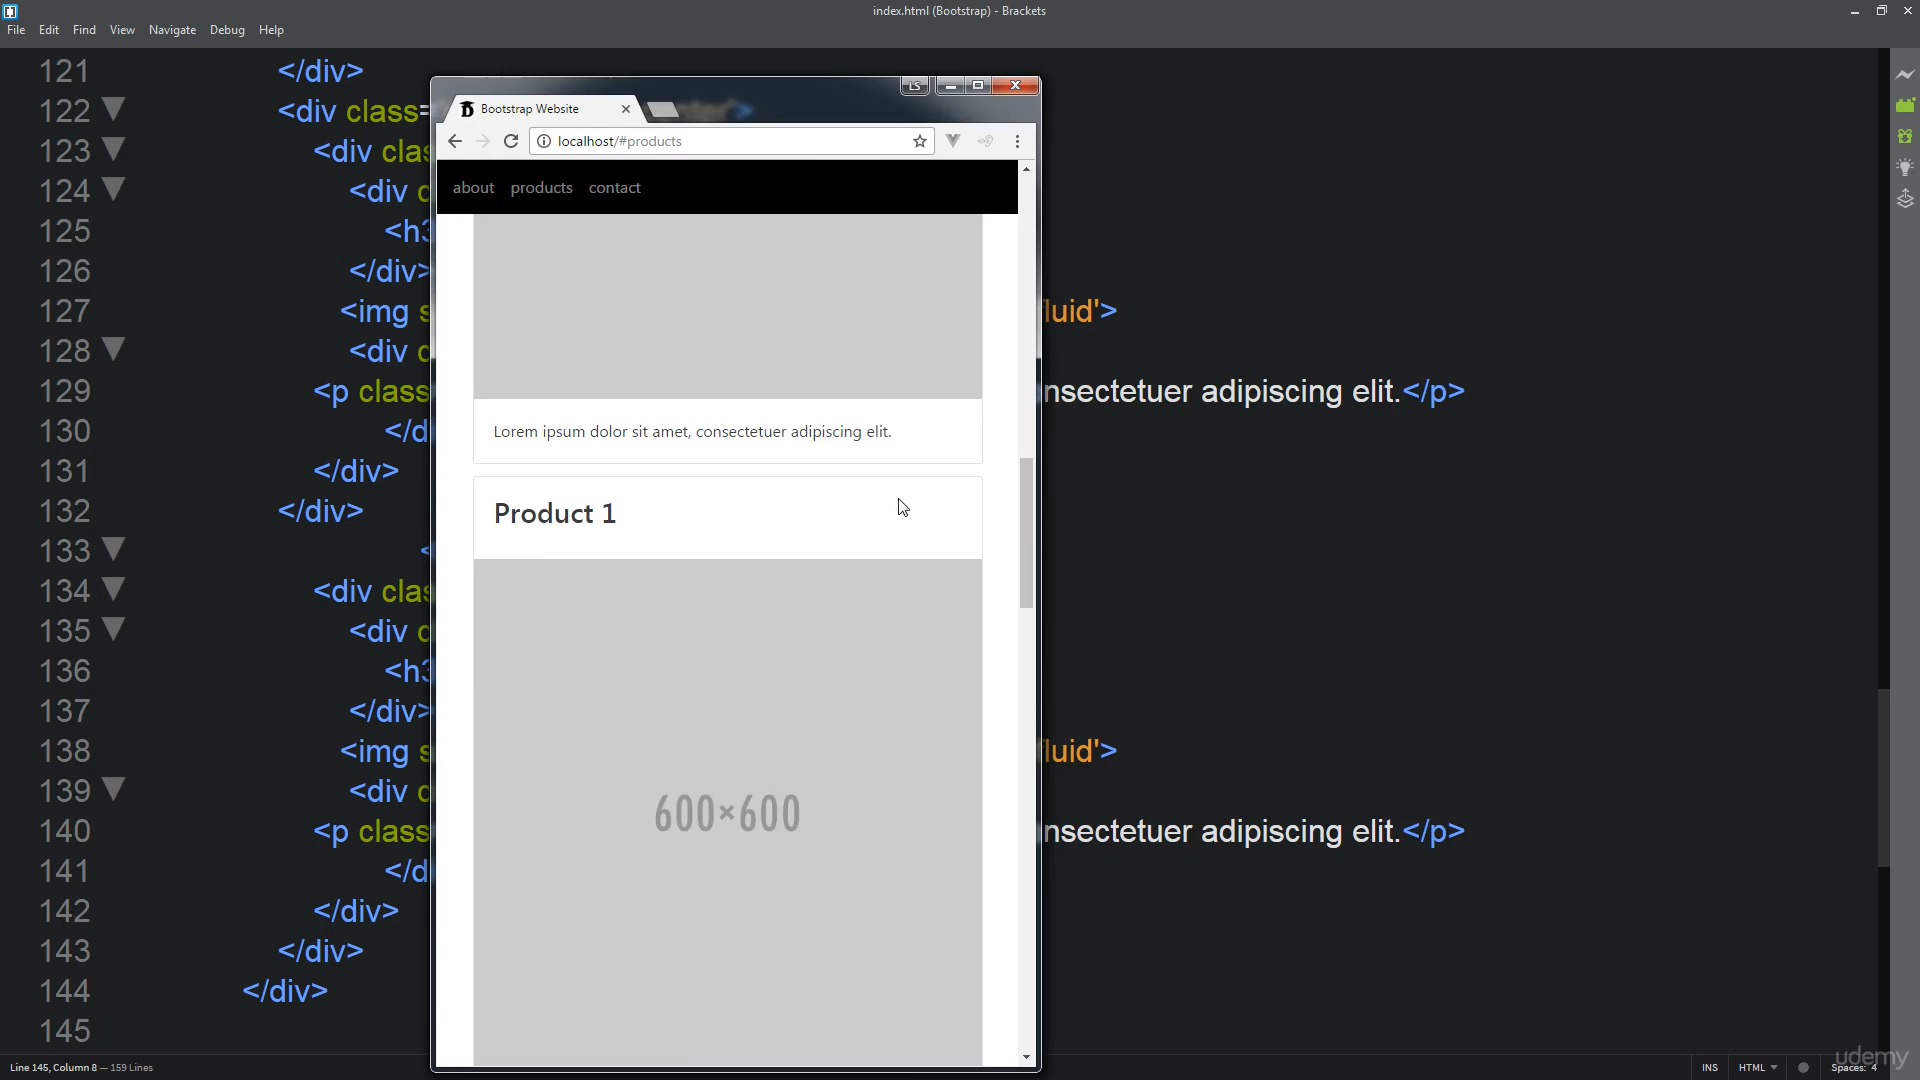 index.html (Bootstrap) - Brackets
File Edit Find View Navigate Debug Help
LS
Bootstrap Website
localhost/#products
about products contact
Lorem ipsum dolor sit amet, consectetuer adipiscing elit.
Product 1
600×600
121 </div>
122 <div class=
123 <div clas
124 <div c
125 <h3
126 </div>
127 <img s luid'>
128 <div c
129 <p class nsectetuer adipiscing elit.</p>
130 </d
131 </div>
132 </div>
133 <
134 <div clas
135 <div c
136 <h3
137 </div>
138 <img s luid'>
139 <div c
140 <p class nsectetuer adipiscing elit.</p>
141 </d
142 </div>
143 </div>
144 </div>
145
Line 145, Column 8 — 159 Lines
INS HTML Spaces: 4
udemy